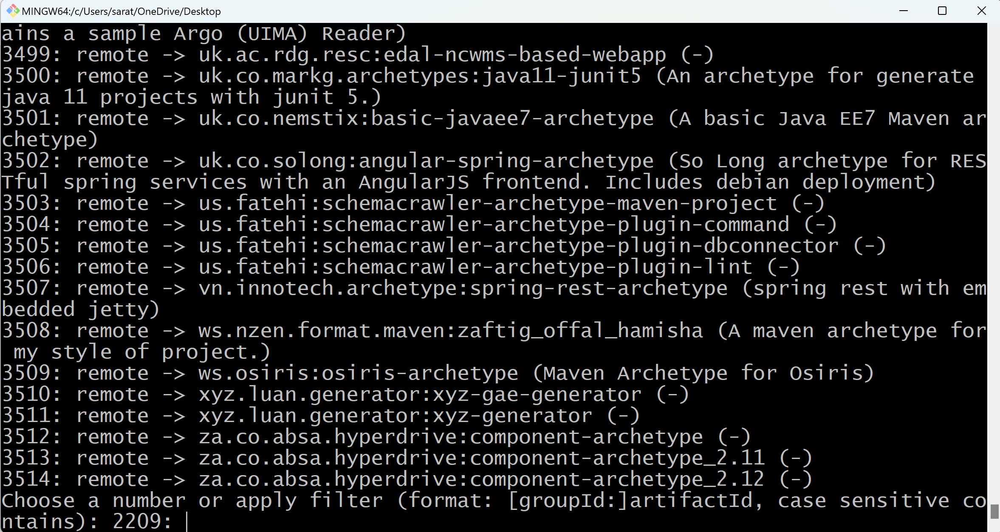 MINGW64:/c/Users/sarat/OneDrive/Desktop
ains a sample Argo (UIMA) Reader)
3499: remote -> uk.ac.rdg.resc:edal-ncwms-based-webapp (-)
3500: remote -> uk.co.markg.archetypes:java11-junit5 (An archetype for generate
java 11 projects with junit 5.)
3501: remote -> uk.co.nemstix:basic-javaee7-archetype (A basic Java EE7 Maven ar
chetype)
3502: remote -> uk.co.solong:angular-spring-archetype (So Long archetype for RES
Tful spring services with an AngularJS frontend. Includes debian deployment)
3503: remote -> us.fatehi:schemacrawler-archetype-maven-project (-)
3504: remote -> us.fatehi:schemacrawler-archetype-plugin-command (-)
3505: remote -> us.fatehi:schemacrawler-archetype-plugin-dbconnector (-)
3506: remote -> us.fatehi:schemacrawler-archetype-plugin-lint (-)
3507: remote -> vn.innotech.archetype:spring-rest-archetype (spring rest with em
bedded jetty)
3508: remote -> ws.nzen.format.maven:zaftig_offal_hamisha (A maven archetype for
 my style of project.)
3509: remote -> ws.osiris:osiris-archetype (Maven Archetype for Osiris)
3510: remote -> xyz.luan.generator:xyz-gae-generator (-)
3511: remote -> xyz.luan.generator:xyz-generator (-)
3512: remote -> za.co.absa.hyperdrive:component-archetype (-)
3513: remote -> za.co.absa.hyperdrive:component-archetype_2.11 (-)
3514: remote -> za.co.absa.hyperdrive:component-archetype_2.12 (-)
Choose a number or apply filter (format: [groupId:]artifactId, case sensitive co
ntains): 2209: